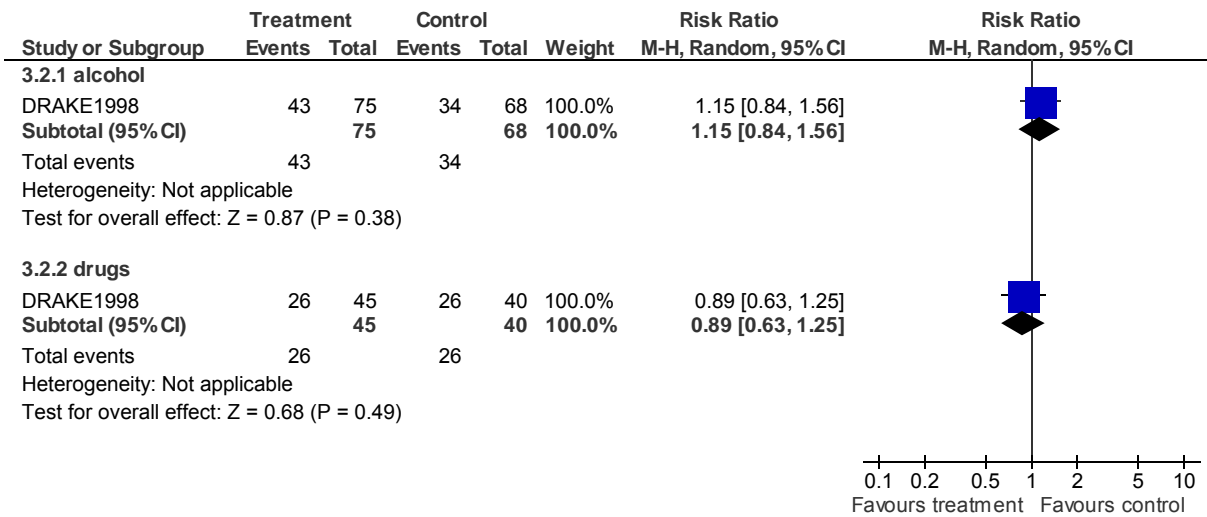 Treatment Control Risk Ratio Risk Ratio
Study or Subgroup Events Total Events Total Weight M-H, Random, 95% CI M-H, Random, 95% CI
3.2.1 alcohol
DRAKE1998 43 75 34 68 100.0% 1.15 [0.84, 1.56]
Subtotal (95% CI) 75 68 100.0% 1.15 [0.84, 1.56]
Total events 43 34
Heterogeneity: Not applicable
Test for overall effect: Z = 0.87 (P = 0.38)
3.2.2 drugs
DRAKE1998 26 45 26 40 100.0% 0.89 [0.63, 1.25]
Subtotal (95% CI) 45 40 100.0% 0.89 [0.63, 1.25]
Total events 26 26
Heterogeneity: Not applicable
Test for overall effect: Z = 0.68 (P = 0.49)
0.1 0.2 0.5 1 2 5 10
Favours treatment Favours control